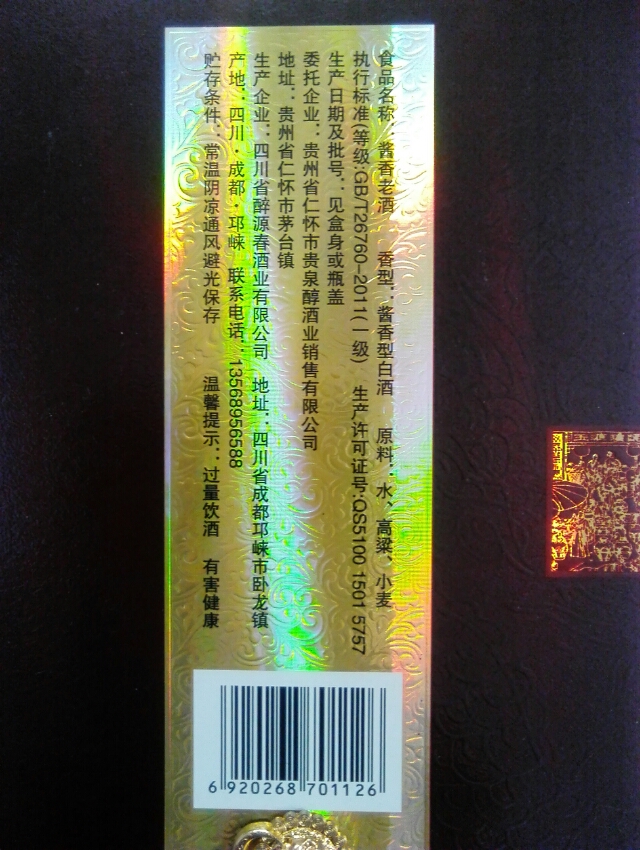 食品名称：酱香老酒 香型：酱香型白酒 原料：水、高粱、小麦
执行标准(等级:GB/T26760-2011(一级) 生产许可证号:QS5100 1501 5757
生产日期及批号：见盒身或瓶盖
委托企业：贵州省仁怀市贵泉醇酒业销售有限公司
地址：贵州省仁怀市茅台镇
生产企业：四川省醉源春酒业有限公司 地址：四川省成都邛崃市卧龙镇
产地：四川·成都·邛崃 联系电话：13568956588
贮存条件：常温阴凉通风避光保存 温馨提示：过量饮酒 有害健康
6 920268 701126